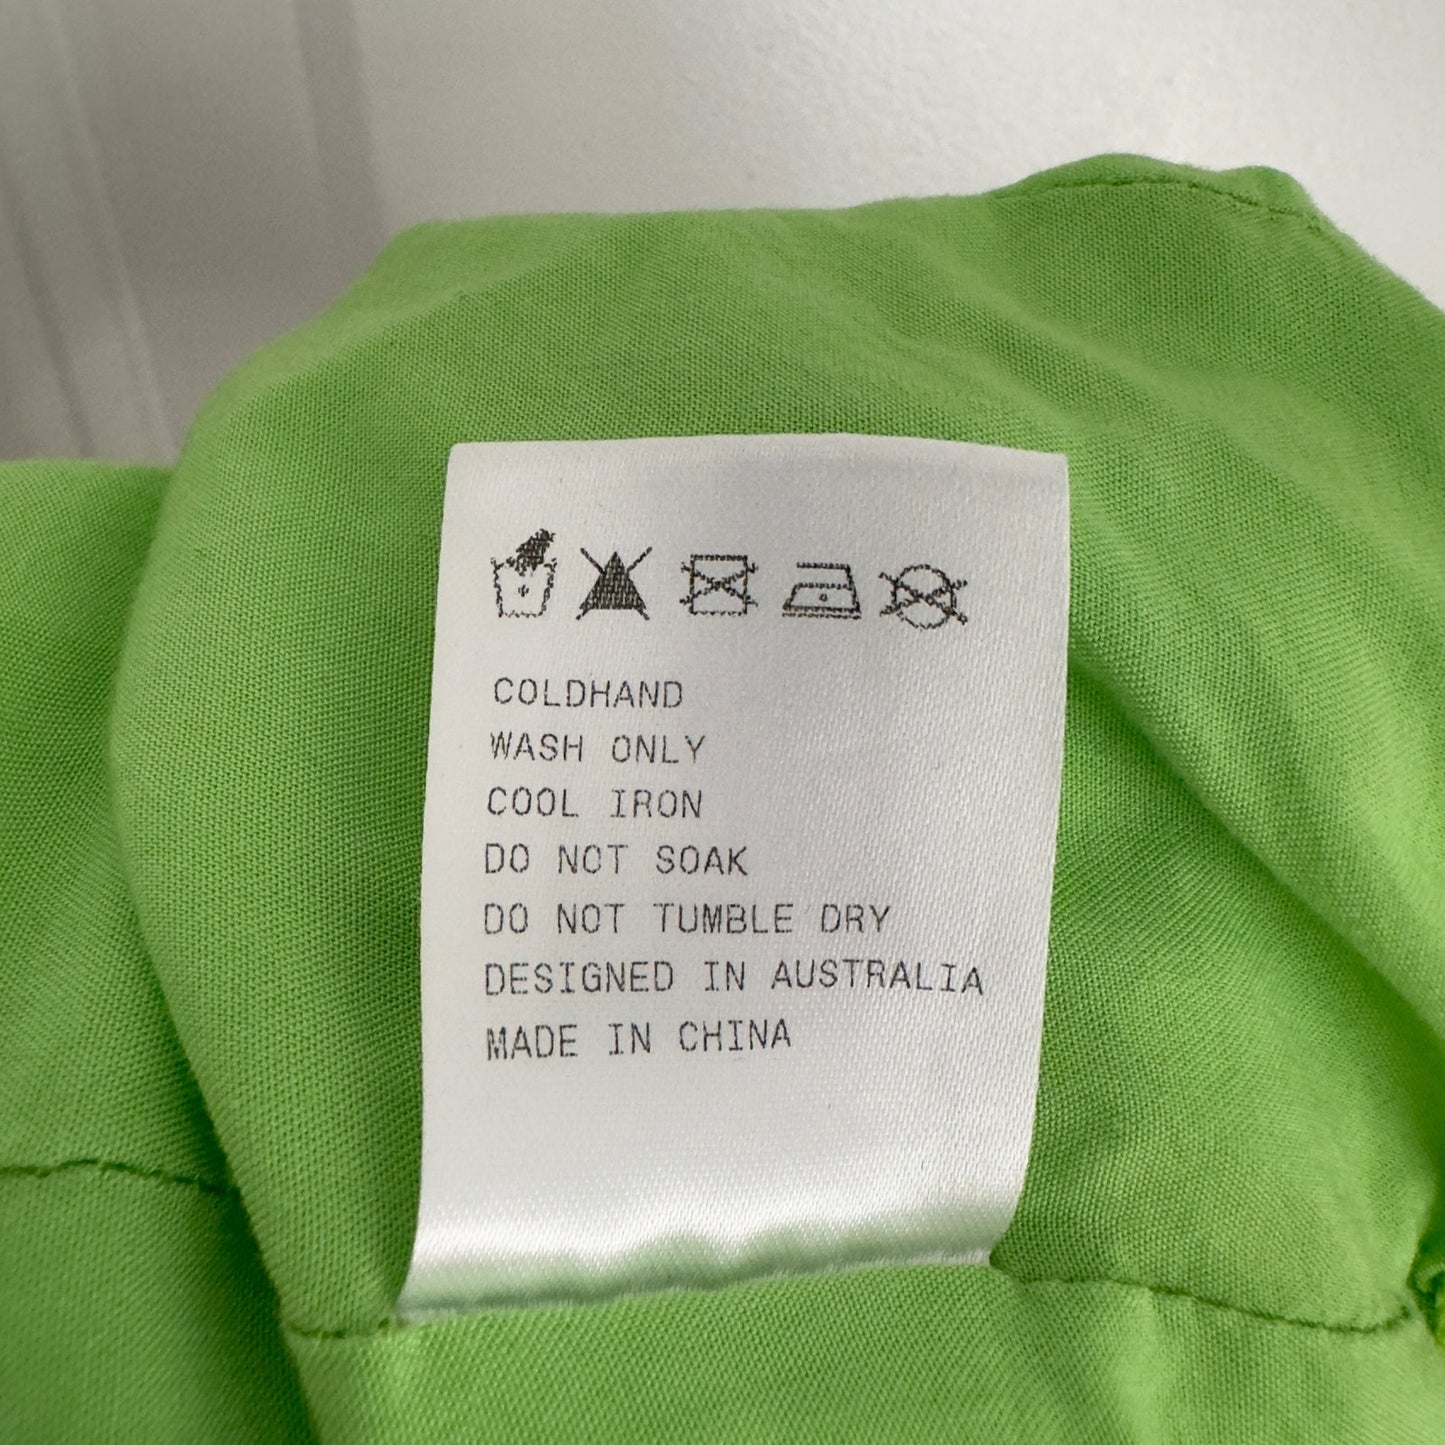 COLDHAND
WASH ONLY
COOL IRON
DO NOT SOAK
DO NOT TUMBLE DRY
DESIGNED IN AUSTRALIA
MADE IN CHINA